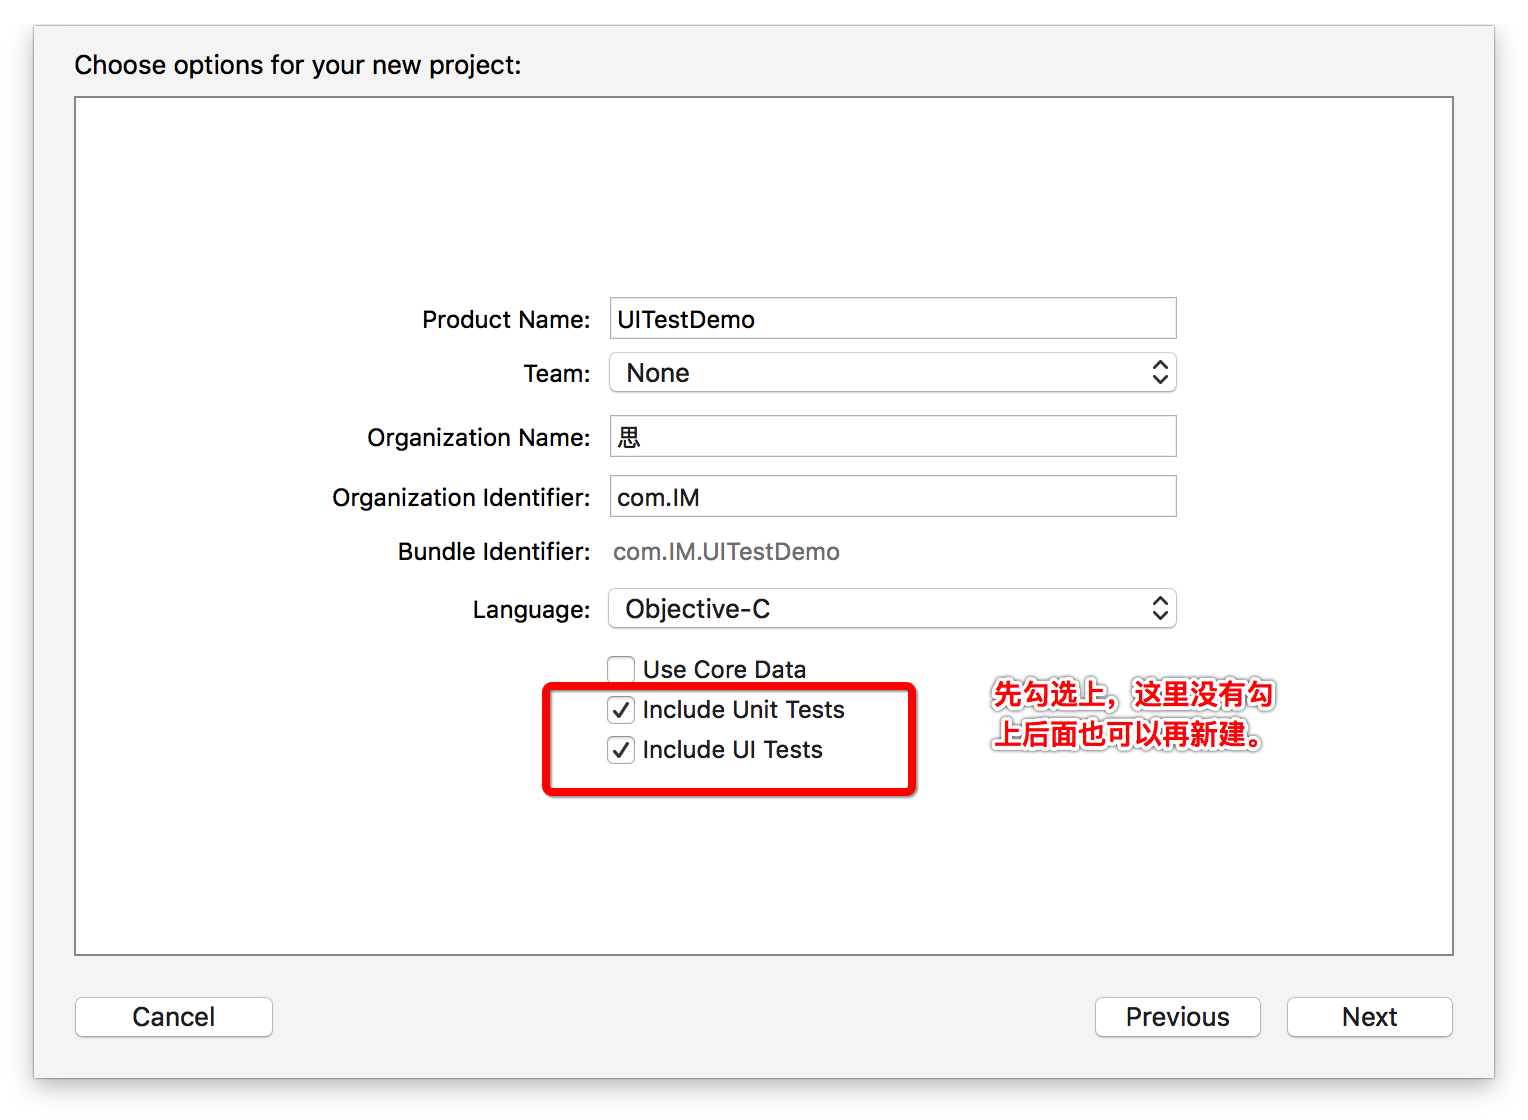 Choose options for your new project:
Product Name: UITestDemo
Team: None
Organization Name: 思
Organization Identifier: com.IM
Bundle Identifier: com.IM.UITestDemo
Language: Objective-C
Use Core Data
Include Unit Tests
Include UI Tests
先勾选上，这里没有勾
上后面也可以再新建。
Cancel
Previous
Next